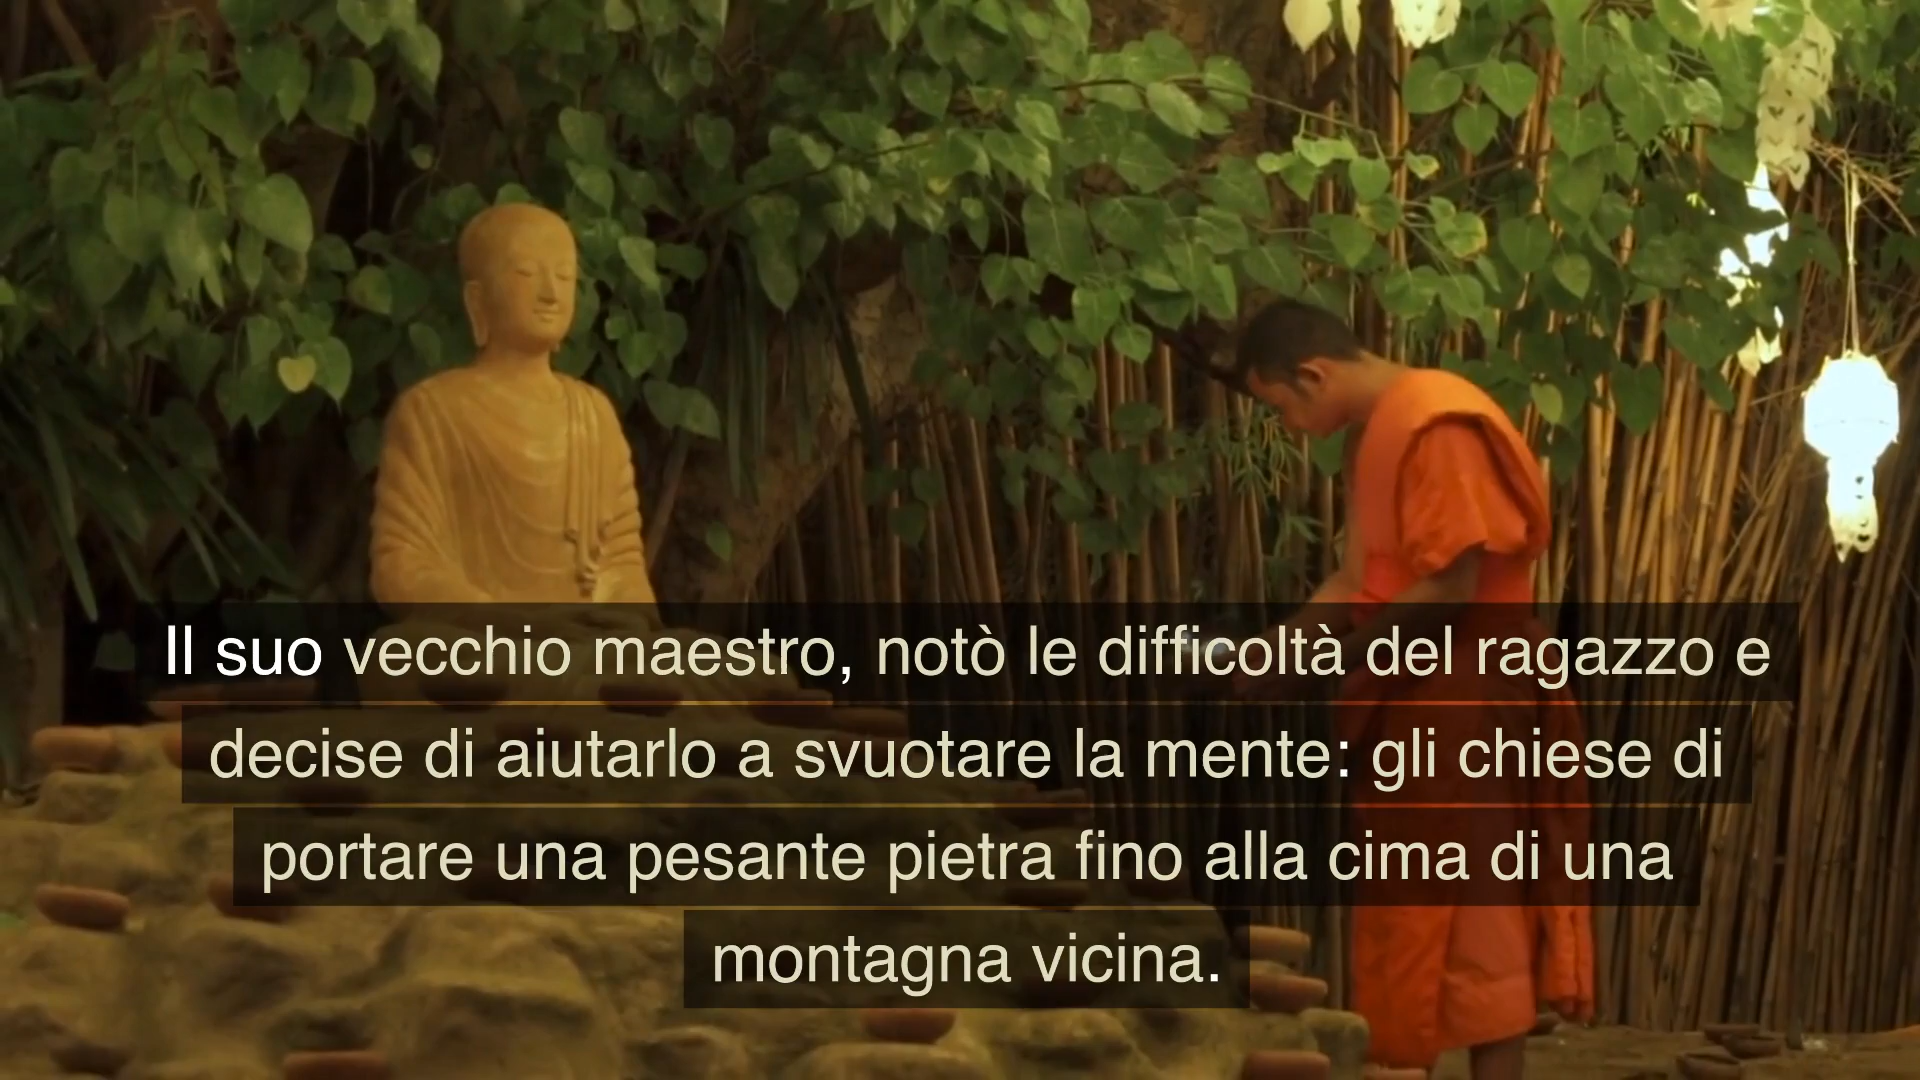 Il suo vecchio maestro, notò le difficoltà del ragazzo e
decise di aiutarlo a svuotare la mente: gli chiese di
portare una pesante pietra fino alla cima di una
montagna vicina.